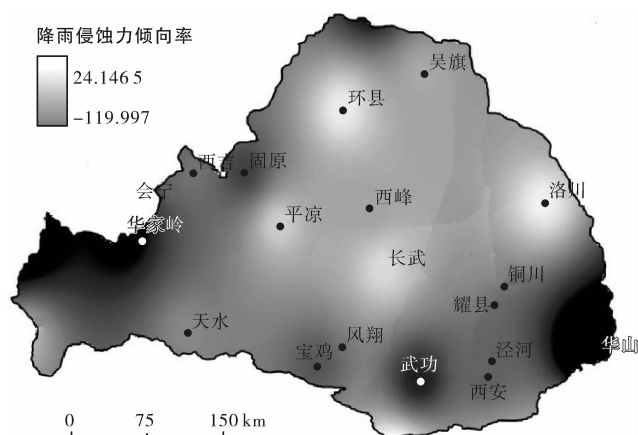 降雨侵蚀力倾向率
24.1465
-119.997
吴旗
环县
西吉
固原
会宁
洛川
西峰
平凉
华家岭
长武
铜川
耀县
天水
风翔
宝鸡
武功
泾河
华山
西安
0 75 150 km